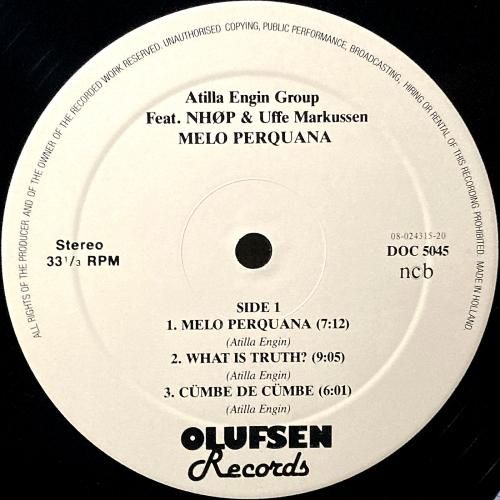 ALL RIGHTS OF THE PRODUCER AND OF THE OWNER OF THE RECORDED WORK RESERVED. UNAUTHORISED COPYING, PUBLIC PERFORMANCE, BROADCASTING, HIRING OR RENTAL OF THIS RECORDING PROHIBITED. MADE IN HOLLAND.
Atilla Engin Group
Feat. NHØP & Uffe Markussen
MELO PERQUANA
Stereo
33 1/3 RPM
08-024315-20
DOC 5045
ncb
SIDE 1
1. MELO PERQUANA (7:12)
(Atilla Engin)
2. WHAT IS TRUTH? (9:05)
(Atilla Engin)
3. CÜMBE DE CÜMBE (6:01)
(Atilla Engin)
OLUFSEN
Records